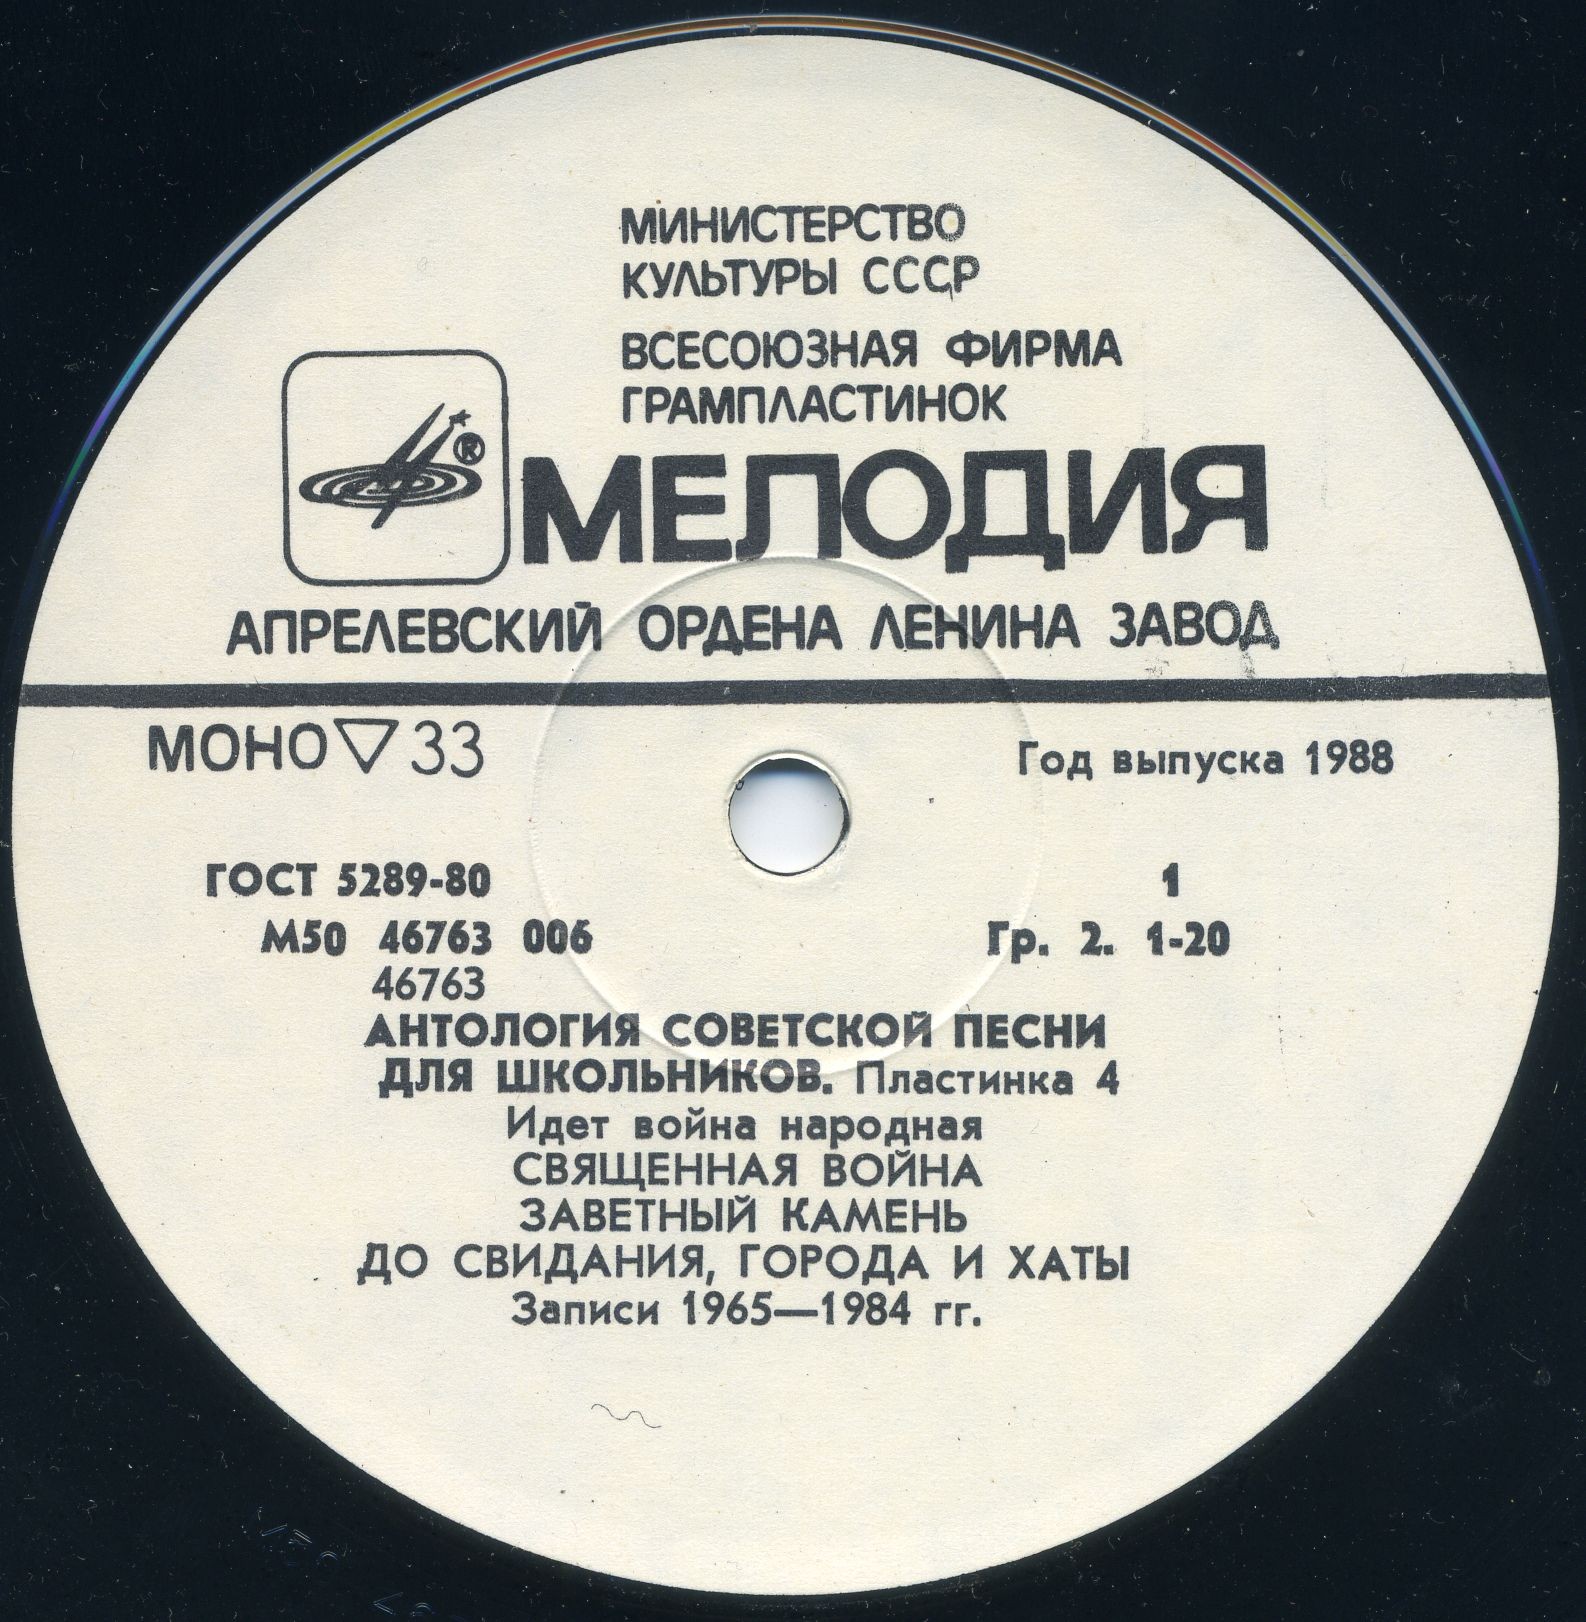 МИНИСТЕРСТВО
КУЛЬТУРЫ СССР
ВСЕСОЮЗНАЯ ФИРМА
ГРАМПЛАСТИНОК
®
МЕЛОДИЯ
АПРЕЛЕВСКИЙ ОРДЕНА ЛЕНИНА ЗАВОД
МОНО ▽ 33
Год выпуска 1988
ГОСТ 5289-80 1
М50 46763 006 Гр. 2. 1-20
46763
АНТОЛОГИЯ СОВЕТСКОЙ ПЕСНИ
ДЛЯ ШКОЛЬНИКОВ. Пластинка 4
Идет война народная
СВЯЩЕННАЯ ВОЙНА
ЗАВЕТНЫЙ КАМЕНЬ
ДО СВИДАНИЯ, ГОРОДА И ХАТЫ
Записи 1965—1984 гг.